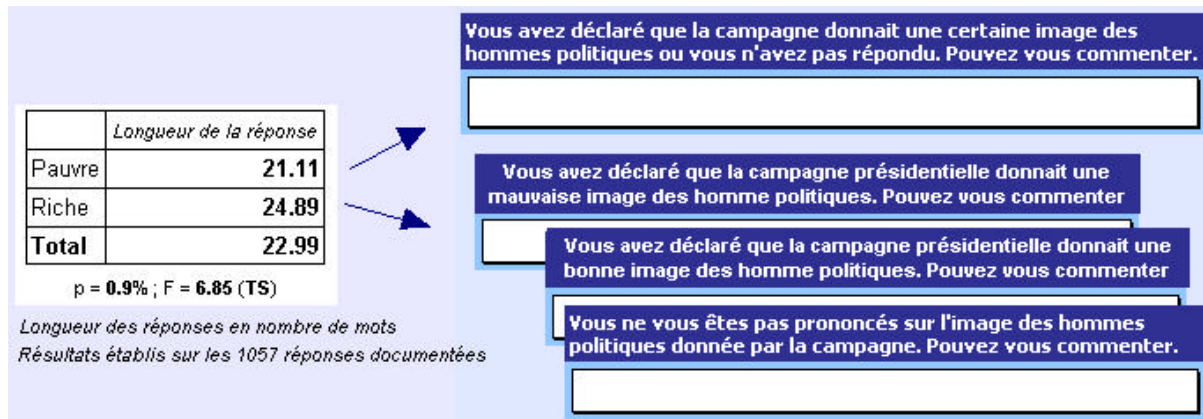 Vous avez déclaré que la campagne donnait une certaine image des
hommes politiques ou vous n'avez pas répondu. Pouvez vous commenter.
Longueur de la réponse
Pauvre 21.11
Riche 24.89
Total 22.99
p = 0.9% ; F = 6.85 (TS)
Longueur des réponses en nombre de mots
Résultats établis sur les 1057 réponses documentées
Vous avez déclaré que la campagne présidentielle donnait une
mauvaise image des homme politiques. Pouvez vous commenter
Vous avez déclaré que la campagne présidentielle donnait une
bonne image des homme politiques. Pouvez vous commenter
Vous ne vous êtes pas prononcés sur l'image des hommes
politiques donnée par la campagne. Pouvez vous commenter.